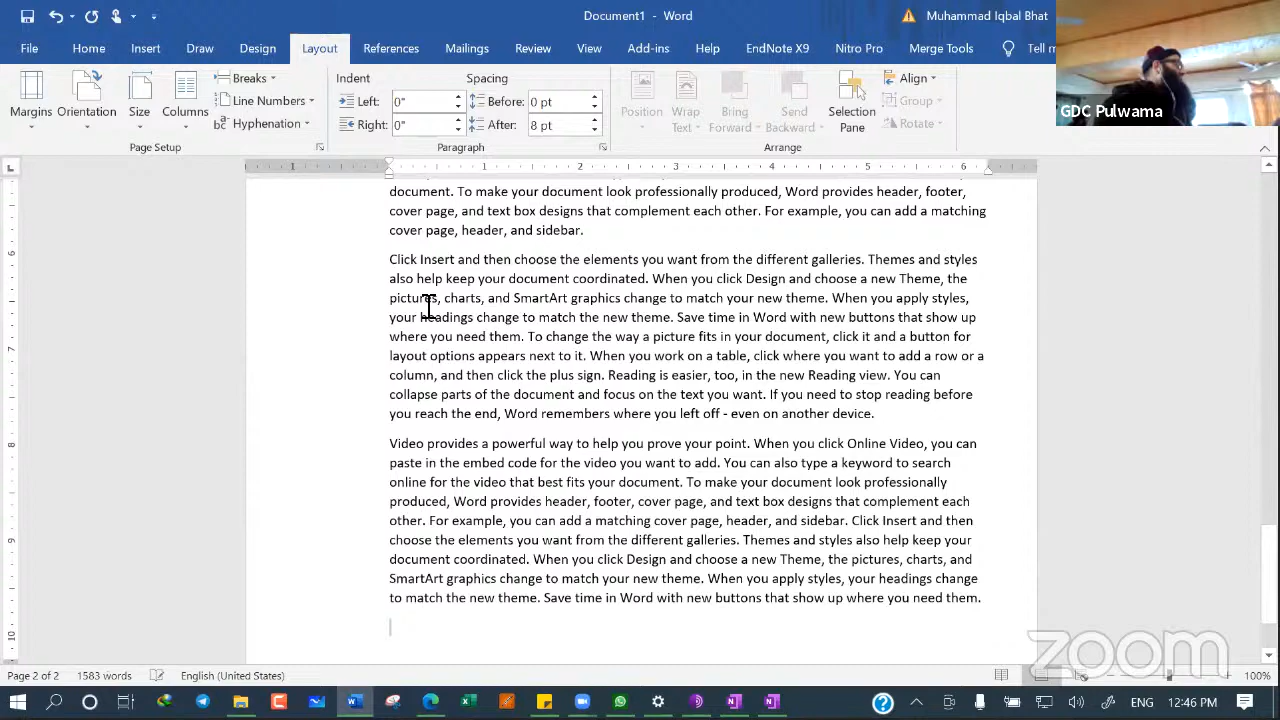 Document1 - Word
Muhammad Iqbal Bhat
File Home Insert Draw Design Layout References Mailings Review View Add-ins Help EndNote X9 Nitro Pro Merge Tools Tell m
Margins
Orientation
Size
Columns
Breaks
Line Numbers
Hyphenation
Page Setup
Indent
Left: 0"
Right: 0"
Spacing
Before: 0 pt
After: 8 pt
Paragraph
Position
Wrap
Text
Bring
Forward
Send
Backward
Selection
Pane
Align
Group
Rotate
Arrange
GDC Pulwama
1 1 2 3 4 5 6
6
7
8
9
10
document. To make your document look professionally produced, Word provides header, footer,
cover page, and text box designs that complement each other. For example, you can add a matching
cover page, header, and sidebar.
Click Insert and then choose the elements you want from the different galleries. Themes and styles
also help keep your document coordinated. When you click Design and choose a new Theme, the
pictures, charts, and SmartArt graphics change to match your new theme. When you apply styles,
your headings change to match the new theme. Save time in Word with new buttons that show up
where you need them. To change the way a picture fits in your document, click it and a button for
layout options appears next to it. When you work on a table, click where you want to add a row or a
column, and then click the plus sign. Reading is easier, too, in the new Reading view. You can
collapse parts of the document and focus on the text you want. If you need to stop reading before
you reach the end, Word remembers where you left off - even on another device.
Video provides a powerful way to help you prove your point. When you click Online Video, you can
paste in the embed code for the video you want to add. You can also type a keyword to search
online for the video that best fits your document. To make your document look professionally
produced, Word provides header, footer, cover page, and text box designs that complement each
other. For example, you can add a matching cover page, header, and sidebar. Click Insert and then
choose the elements you want from the different galleries. Themes and styles also help keep your
document coordinated. When you click Design and choose a new Theme, the pictures, charts, and
SmartArt graphics change to match your new theme. When you apply styles, your headings change
to match the new theme. Save time in Word with new buttons that show up where you need them.
zoom
Page 2 of 2 1583 words English (United States) 100%
12:46 PM